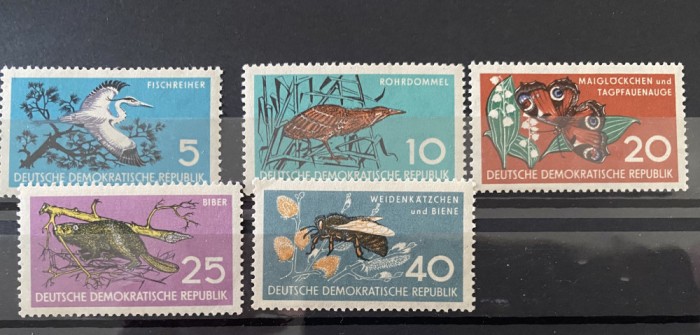 FISCHREIHER
5
DEUTSCHE DEMOKRATISCHE REPUBLIK
ROHRDOMMEL
10
DEUTSCHE DEMOKRATISCHE REPUBLIK
MAIGLÖCKCHEN und
TAGPFAUENAUGE
20
DEUTSCHE DEMOKRATISCHE REPUBLIK
BIBER
25
DEUTSCHE DEMOKRATISCHE REPUBLIK
WEIDENKÄTZCHEN
und BIENE
40
DEUTSCHE DEMOKRATISCHE REPUBLIK